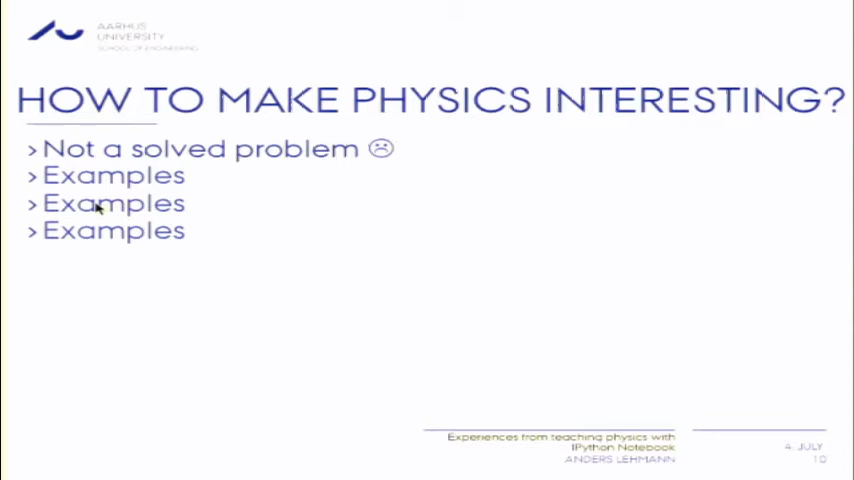 AARHUS
UNIVERSITY
SCHOOL OF ENGINEERING
HOW TO MAKE PHYSICS INTERESTING?
› Not a solved problem ☹
› Examples
› Examples
› Examples
Experiences from teaching physics with
IPython Notebook
ANDERS LEHMANN
4. JULY
10